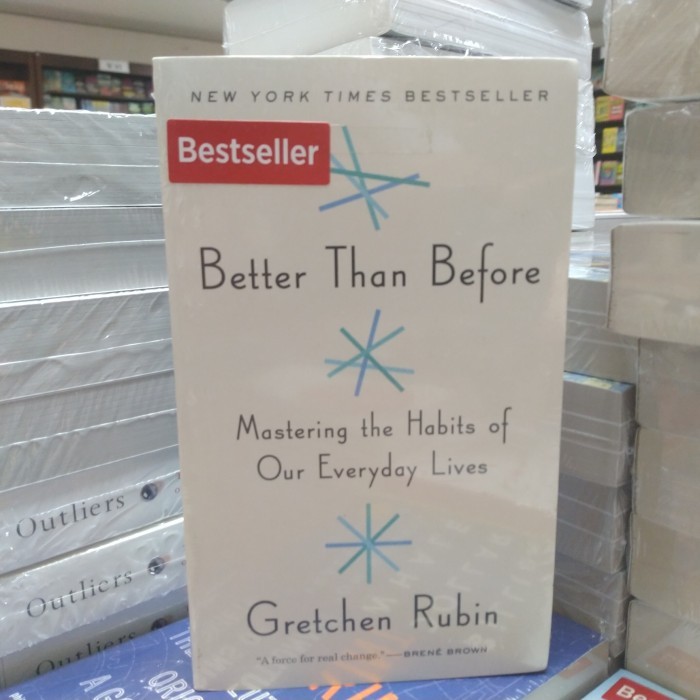 NEW YORK TIMES BESTSELLER
Bestseller
Better Than Before
Mastering the Habits of
Our Everyday Lives
Gretchen Rubin
"A force for real change."—BRENÉ BROWN
Outliers
Outliers
Outliers